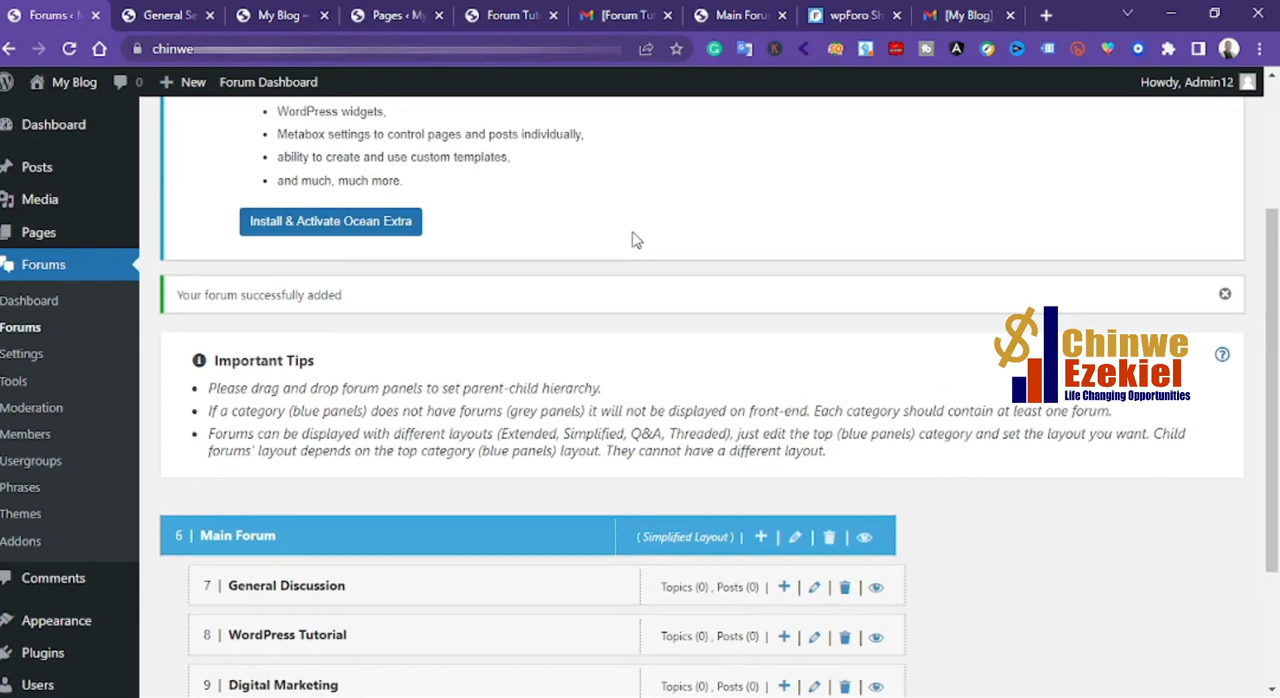 Forums ‹
General Se
My Blog –
Pages ‹ My
Forum Tut
[Forum Tu
Main Foru
wpForo Sh
[My Blog]
chinwe
My Blog
0
New
Forum Dashboard
Howdy, Admin12
Dashboard
Posts
Media
Pages
Forums
Dashboard
Forums
Settings
Tools
Moderation
Members
Usergroups
Phrases
Themes
Addons
Comments
Appearance
Plugins
Users
WordPress widgets,
Metabox settings to control pages and posts individually,
ability to create and use custom templates,
and much, much more.
Install & Activate Ocean Extra
Your forum successfully added
Chinwe
Ezekiel
Life Changing Opportunities
Important Tips
Please drag and drop forum panels to set parent-child hierarchy.
If a category (blue panels) does not have forums (grey panels) it will not be displayed on front-end. Each category should contain at least one forum.
Forums can be displayed with different layouts (Extended, Simplified, Q&A, Threaded), just edit the top (blue panels) category and set the layout you want. Child
forums' layout depends on the top category (blue panels) layout. They cannot have a different layout.
6 | Main Forum
( Simplified Layout ) |
7 | General Discussion
Topics (0) , Posts (0) |
8 | WordPress Tutorial
Topics (0) , Posts (0) |
9 | Digital Marketing
Topics (0) , Posts (0) |